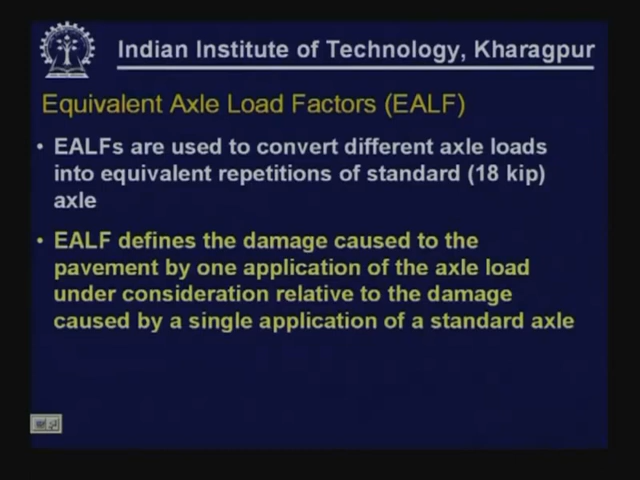 Indian Institute of Technology, Kharagpur
Equivalent Axle Load Factors (EALF)
• EALFs are used to convert different axle loads
into equivalent repetitions of standard (18 kip)
axle
• EALF defines the damage caused to the
pavement by one application of the axle load
under consideration relative to the damage
caused by a single application of a standard axle